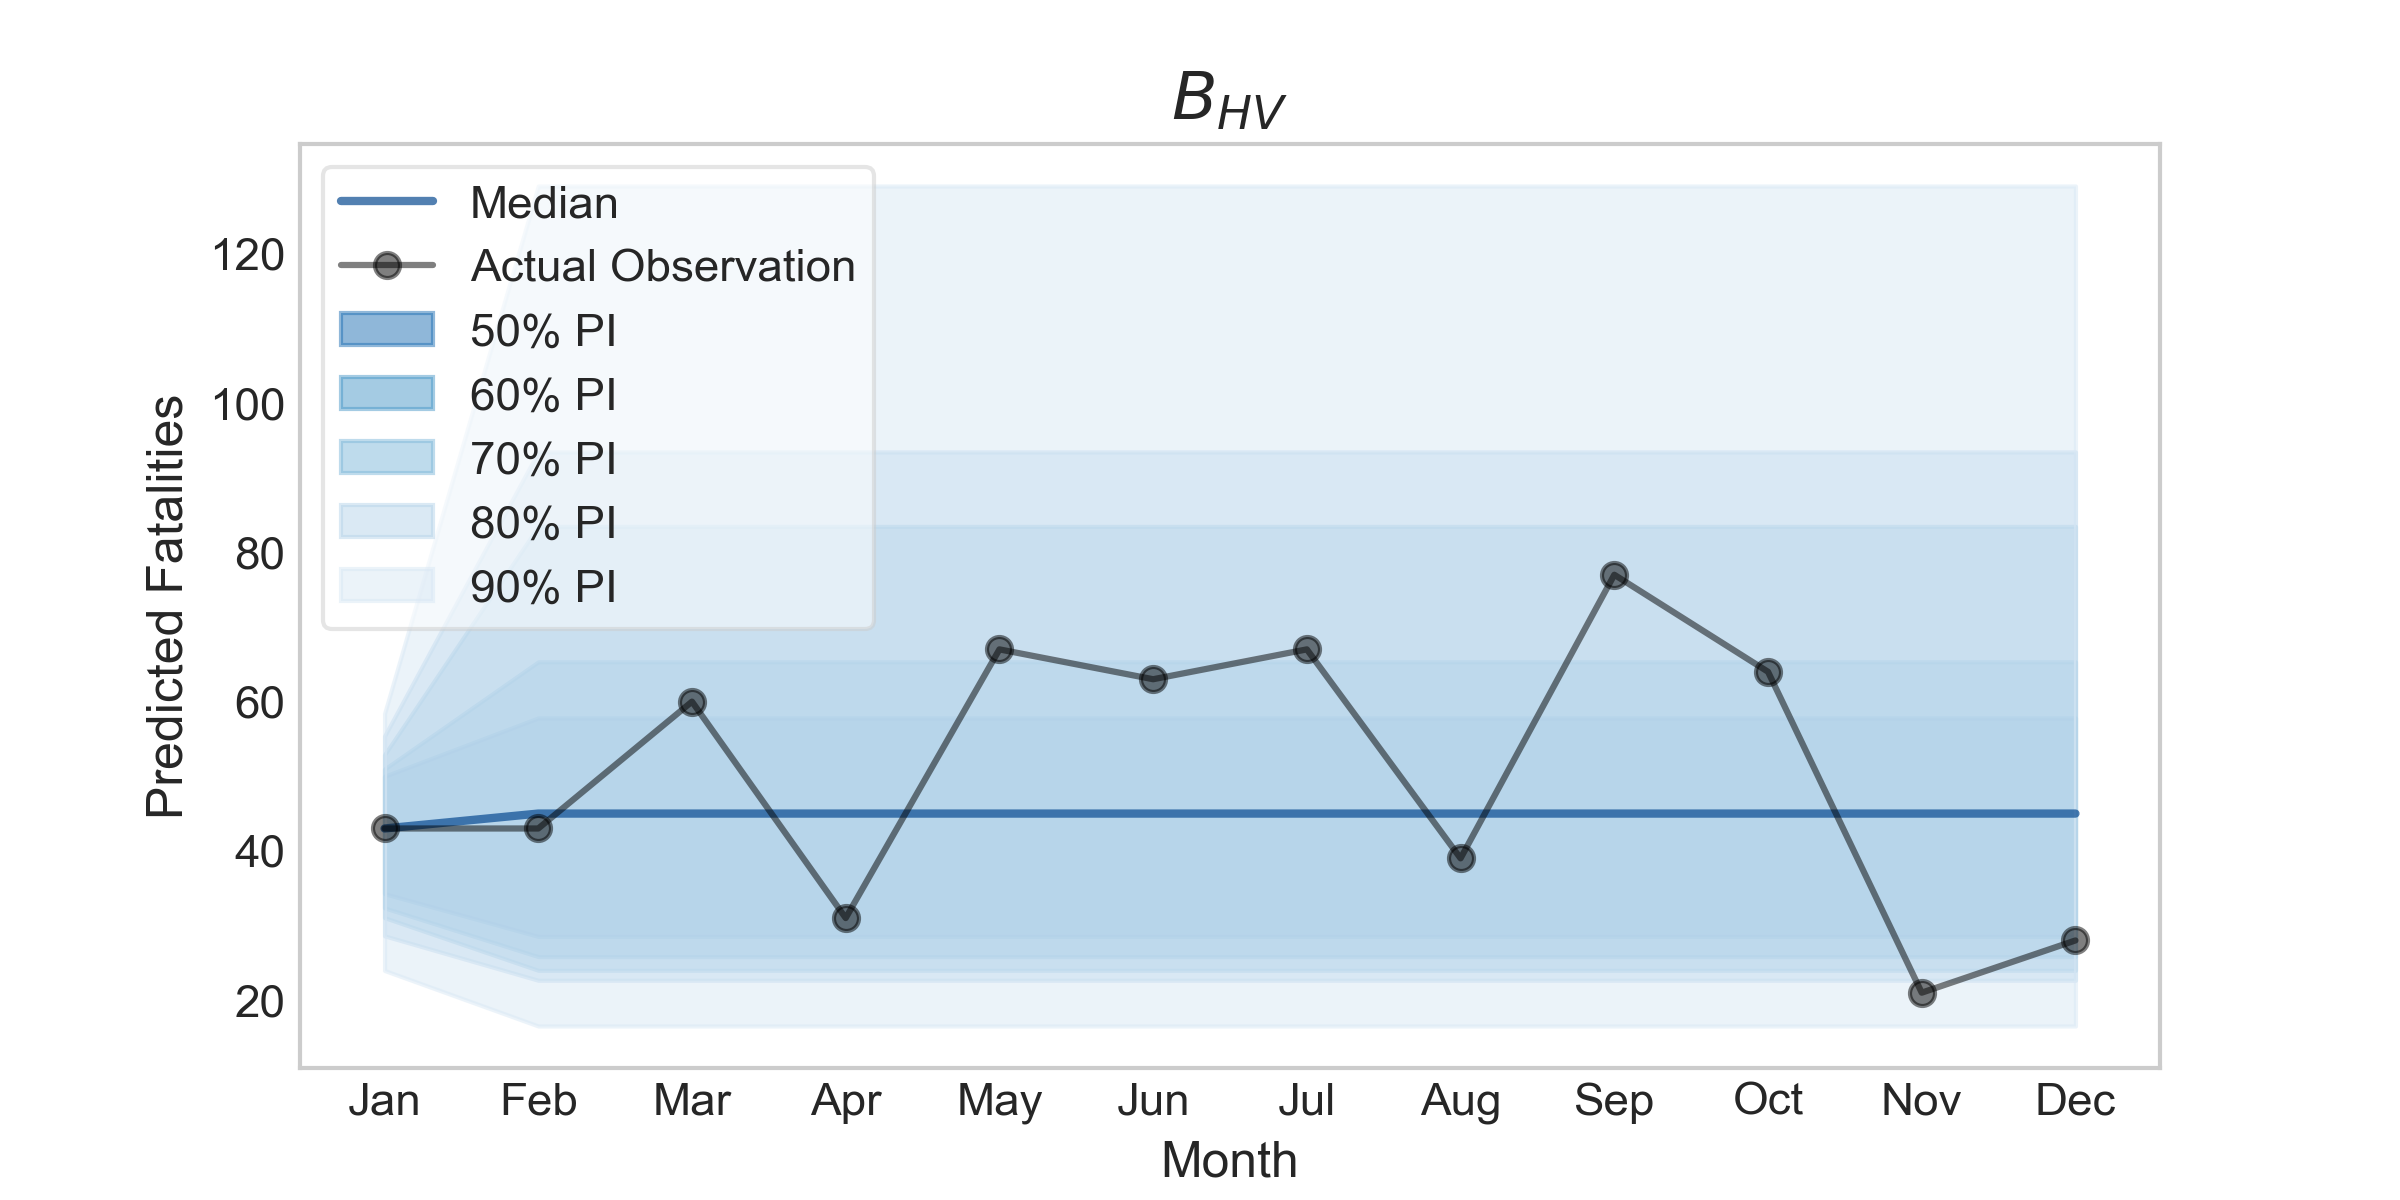 B_HV
Median
Actual Observation
50% PI
60% PI
70% PI
80% PI
90% PI
120
100
80
60
40
20
Predicted Fatalities
Jan Feb Mar Apr May Jun Jul Aug Sep Oct Nov Dec
Month